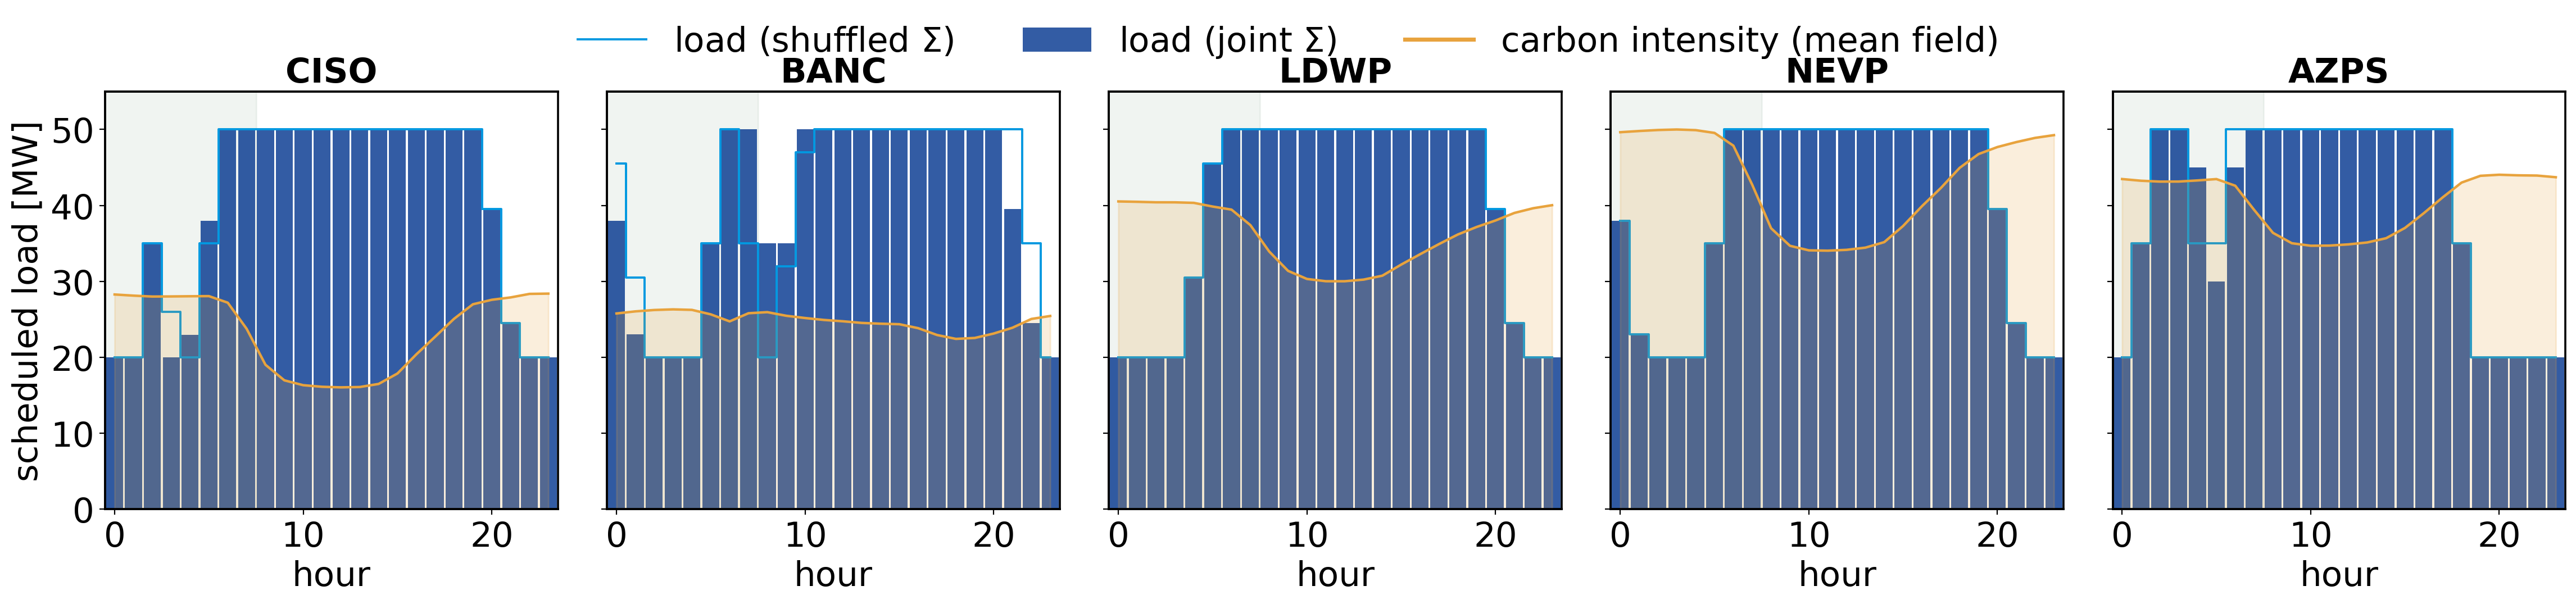 load (shuffled Σ) load (joint Σ) carbon intensity (mean field)
CISO BANC LDWP NEVP AZPS
scheduled load [MW]
50
40
30
20
10
0
0 10 20 0 10 20 0 10 20 0 10 20 0 10 20
hour hour hour hour hour